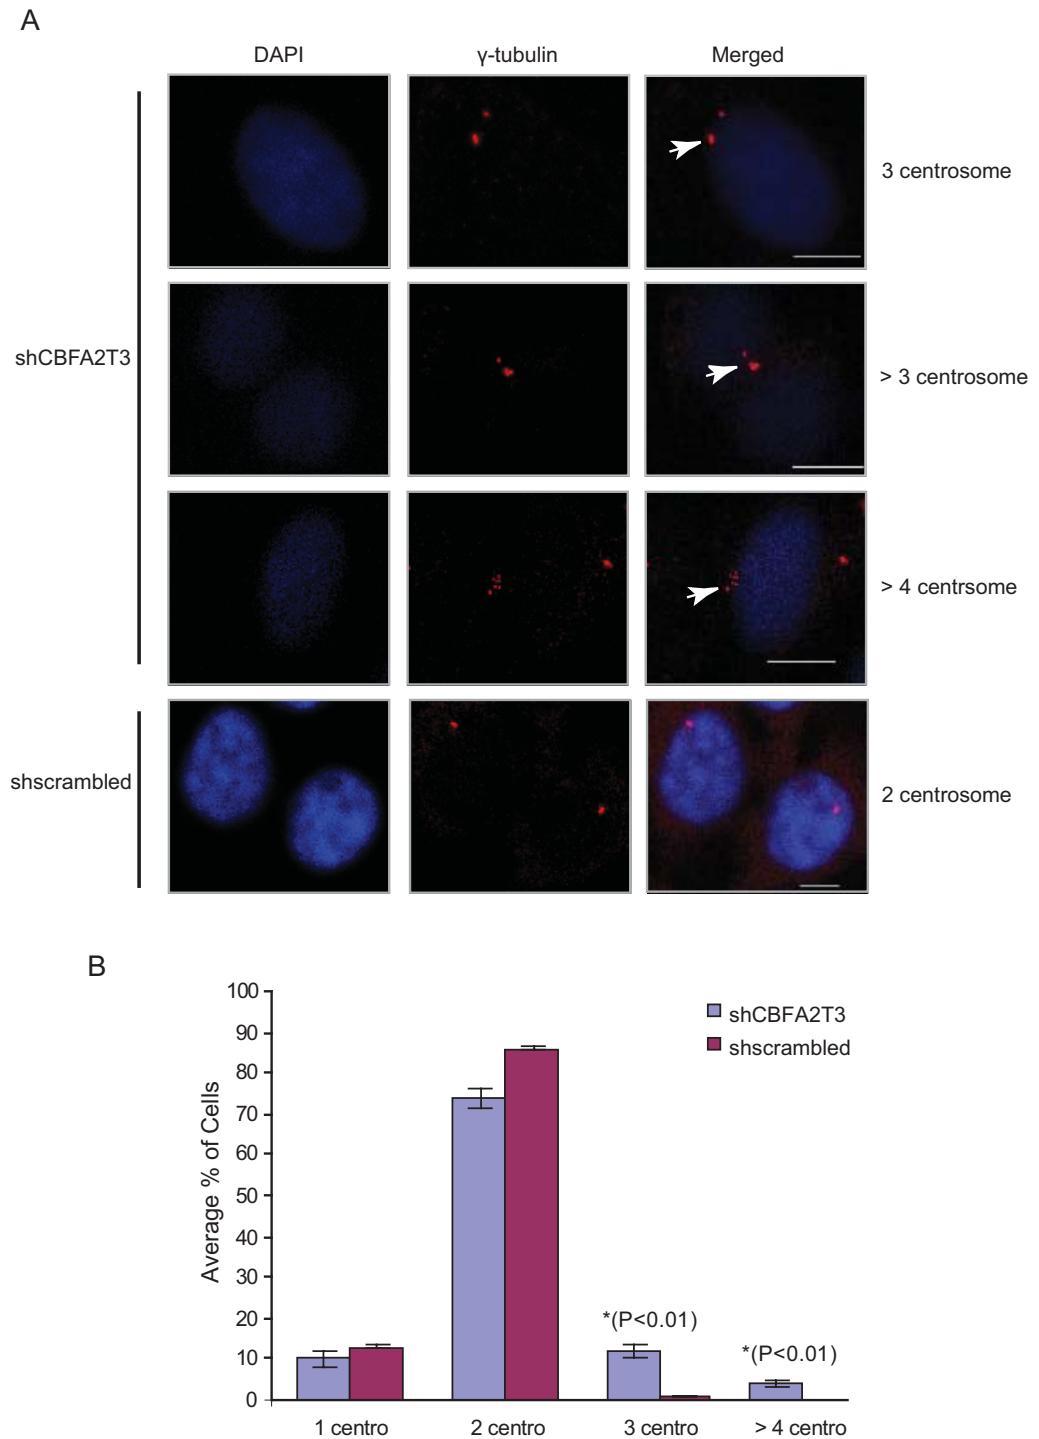 A
DAPI γ-tubulin Merged
3 centrosome
shCBFA2T3
> 3 centrosome
> 4 centrsome
shscrambled
2 centrosome
B
100
90
80
70
60
50
40
30
20
10
0
Average % of Cells
shCBFA2T3
shscrambled
*(P<0.01)
*(P<0.01)
1 centro 2 centro 3 centro > 4 centro